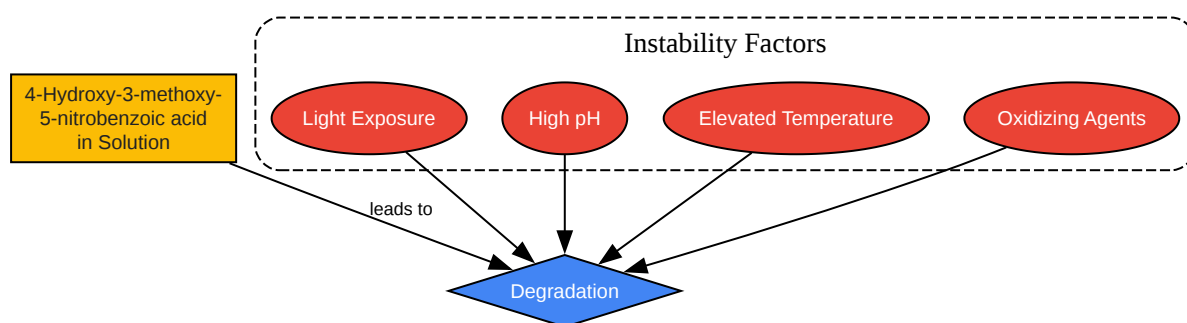 Instability Factors
4-Hydroxy-3-methoxy-
5-nitrobenzoic acid
in Solution
Light Exposure
High pH
Elevated Temperature
Oxidizing Agents
leads to
Degradation